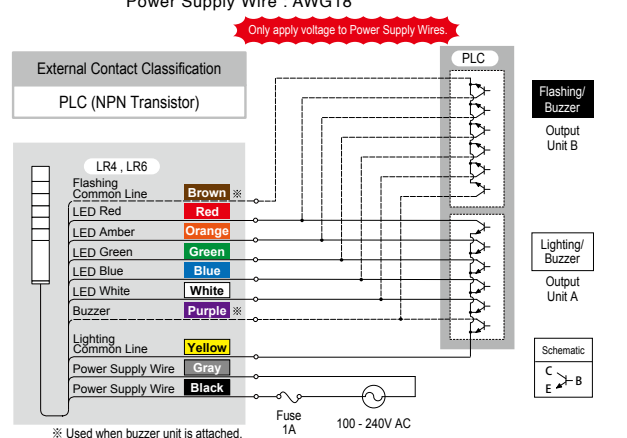 Power Supply Wire : AWG18
Only apply voltage to Power Supply Wires.
External Contact Classification
PLC (NPN Transistor)
PLC
Flashing/
Buzzer
Output
Unit B
LR4 , LR6
Flashing
Common Line
Brown ※
LED Red
Red
LED Amber
Orange
LED Green
Green
LED Blue
Blue
LED White
White
Buzzer
Purple ※
Lighting
Common Line
Yellow
Power Supply Wire
Gray
Power Supply Wire
Black
Lighting/
Buzzer
Output
Unit A
Schematic
C
E
B
Fuse
1A
100 - 240V AC
※ Used when buzzer unit is attached.